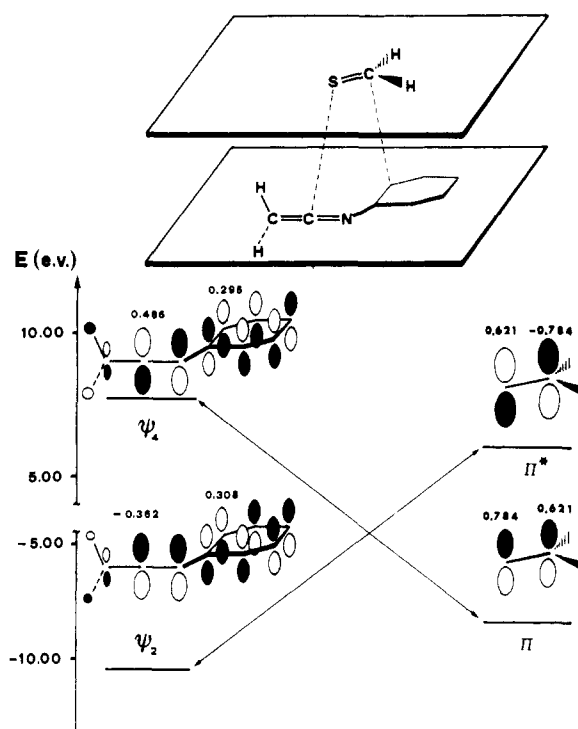 H
S=C
H
H
C=C=N
H
E (e.v.)
0.486
0.295
10.00
0,621 -0,784
ψ4
5.00
Π*
-0.362
0.308
-5.00
0,784 0,621
ψ2
Π
-10.00